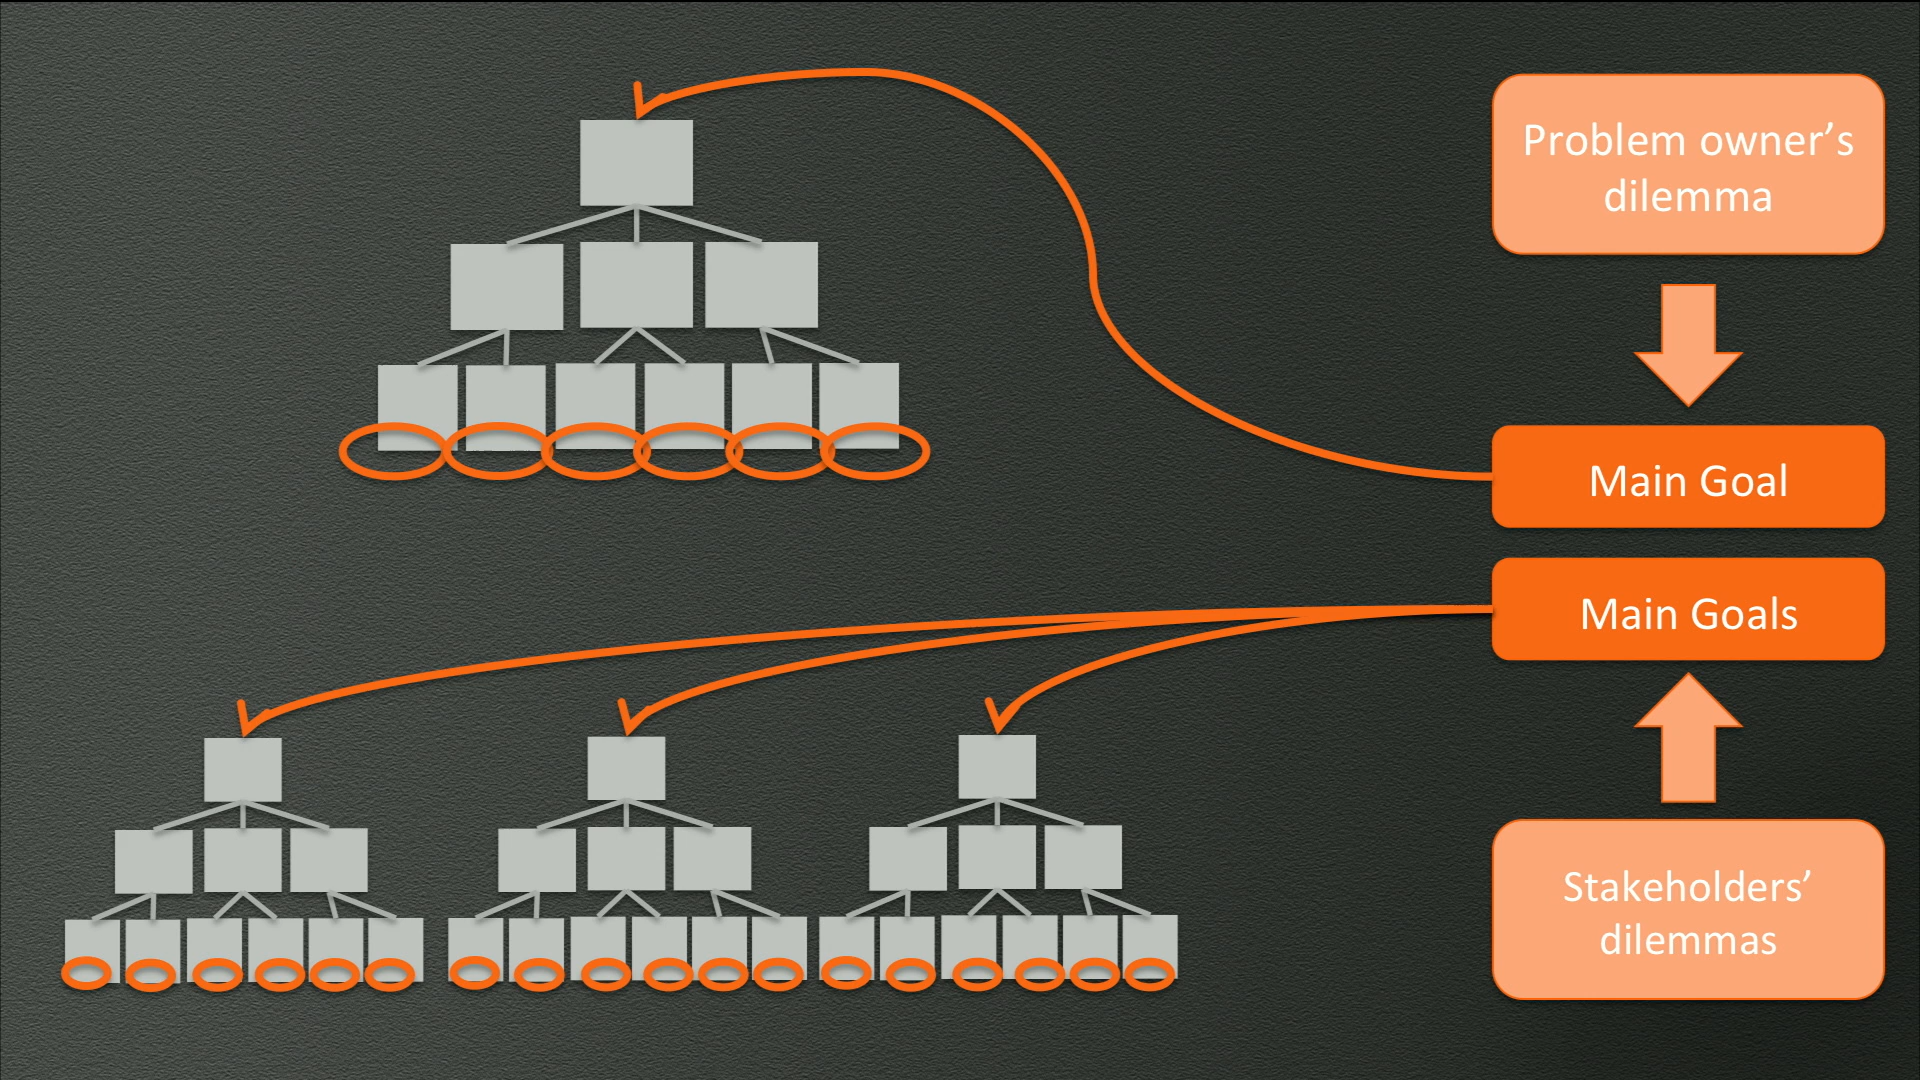 Problem owner’s
dilemma
Main Goal
Main Goals
Stakeholders’
dilemmas